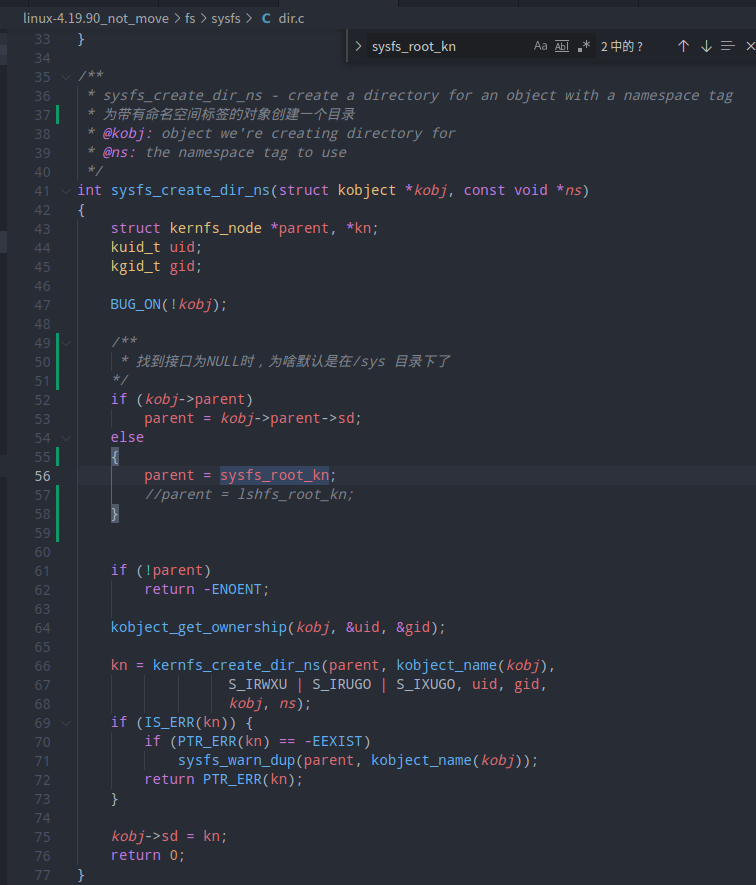 linux-4.19.90_not_move > fs > sysfs > C dir.c
sysfs_root_kn Aa Ab .* 2 中的 ?
33 }
34
35 /**
36 * sysfs_create_dir_ns - create a directory for an object with a namespace tag
37 * 为带有命名空间标签的对象创建一个目录
38 * @kobj: object we're creating directory for
39 * @ns: the namespace tag to use
40 */
41 int sysfs_create_dir_ns(struct kobject *kobj, const void *ns)
42 {
43 struct kernfs_node *parent, *kn;
44 kuid_t uid;
45 kgid_t gid;
46
47 BUG_ON(!kobj);
48
49 /**
50 * 找到接口为NULL时，为啥默认是在/sys 目录下了
51 */
52 if (kobj->parent)
53 parent = kobj->parent->sd;
54 else
55 {
56 parent = sysfs_root_kn;
57 //parent = lshfs_root_kn;
58 }
59
60
61 if (!parent)
62 return -ENOENT;
63
64 kobject_get_ownership(kobj, &uid, &gid);
65
66 kn = kernfs_create_dir_ns(parent, kobject_name(kobj),
67 S_IRWXU | S_IRUGO | S_IXUGO, uid, gid,
68 kobj, ns);
69 if (IS_ERR(kn)) {
70 if (PTR_ERR(kn) == -EEXIST)
71 sysfs_warn_dup(parent, kobject_name(kobj));
72 return PTR_ERR(kn);
73 }
74
75 kobj->sd = kn;
76 return 0;
77 }